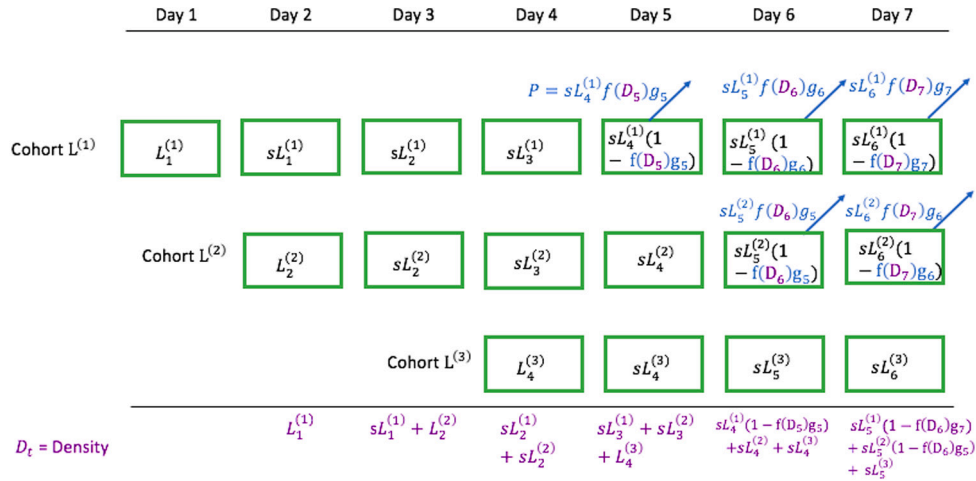 Day 1 Day 2 Day 3 Day 4 Day 5 Day 6 Day 7
P = sL₄⁽¹⁾f(D₅)g₅ sL₅⁽¹⁾f(D₆)g₆ sL₆⁽¹⁾f(D₇)g₇
Cohort L⁽¹⁾ L₁⁽¹⁾ sL₁⁽¹⁾ sL₂⁽¹⁾ sL₃⁽¹⁾ sL₄⁽¹⁾(1 sL₅⁽¹⁾(1 sL₆⁽¹⁾(1
− f(D₅)g₅) − f(D₆)g₆) − f(D₇)g₇)
sL₅⁽²⁾f(D₆)g₅ sL₆⁽²⁾f(D₇)g₆
Cohort L⁽²⁾ L₂⁽²⁾ sL₂⁽²⁾ sL₃⁽²⁾ sL₄⁽²⁾ sL₅⁽²⁾(1 sL₆⁽²⁾(1
− f(D₆)g₅) − f(D₇)g₆)
Cohort L⁽³⁾ L₄⁽³⁾ sL₄⁽³⁾ sL₅⁽³⁾ sL₆⁽³⁾
Dₜ = Density L₁⁽¹⁾ sL₁⁽¹⁾ + L₂⁽²⁾ sL₂⁽¹⁾ sL₃⁽¹⁾ + sL₃⁽²⁾ sL₄⁽¹⁾(1 − f(D₅)g₅) sL₅⁽¹⁾(1 − f(D₆)g₇)
+ sL₂⁽²⁾ + L₄⁽³⁾ +sL₄⁽²⁾ + sL₄⁽³⁾ + sL₅⁽²⁾(1 − f(D₆)g₅)
+ sL₅⁽³⁾